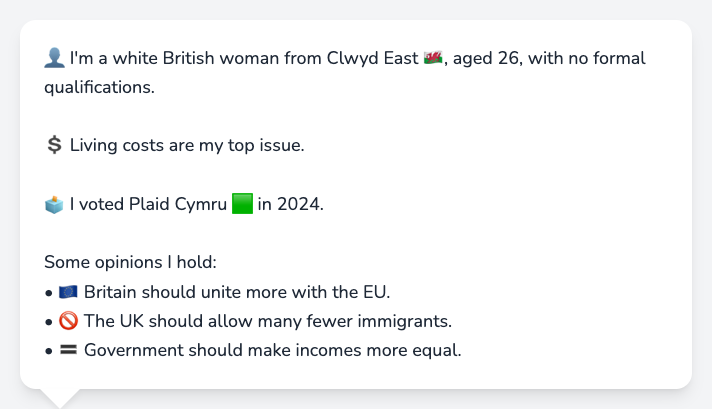 👤 I'm a white British woman from Clwyd East 🏴󠁧󠁢󠁷󠁬󠁳󠁿, aged 26, with no formal
qualifications.
💲 Living costs are my top issue.
🗳️ I voted Plaid Cymru 🟩 in 2024.
Some opinions I hold:
• 🇪🇺 Britain should unite more with the EU.
• 🚫 The UK should allow many fewer immigrants.
• 🟰 Government should make incomes more equal.